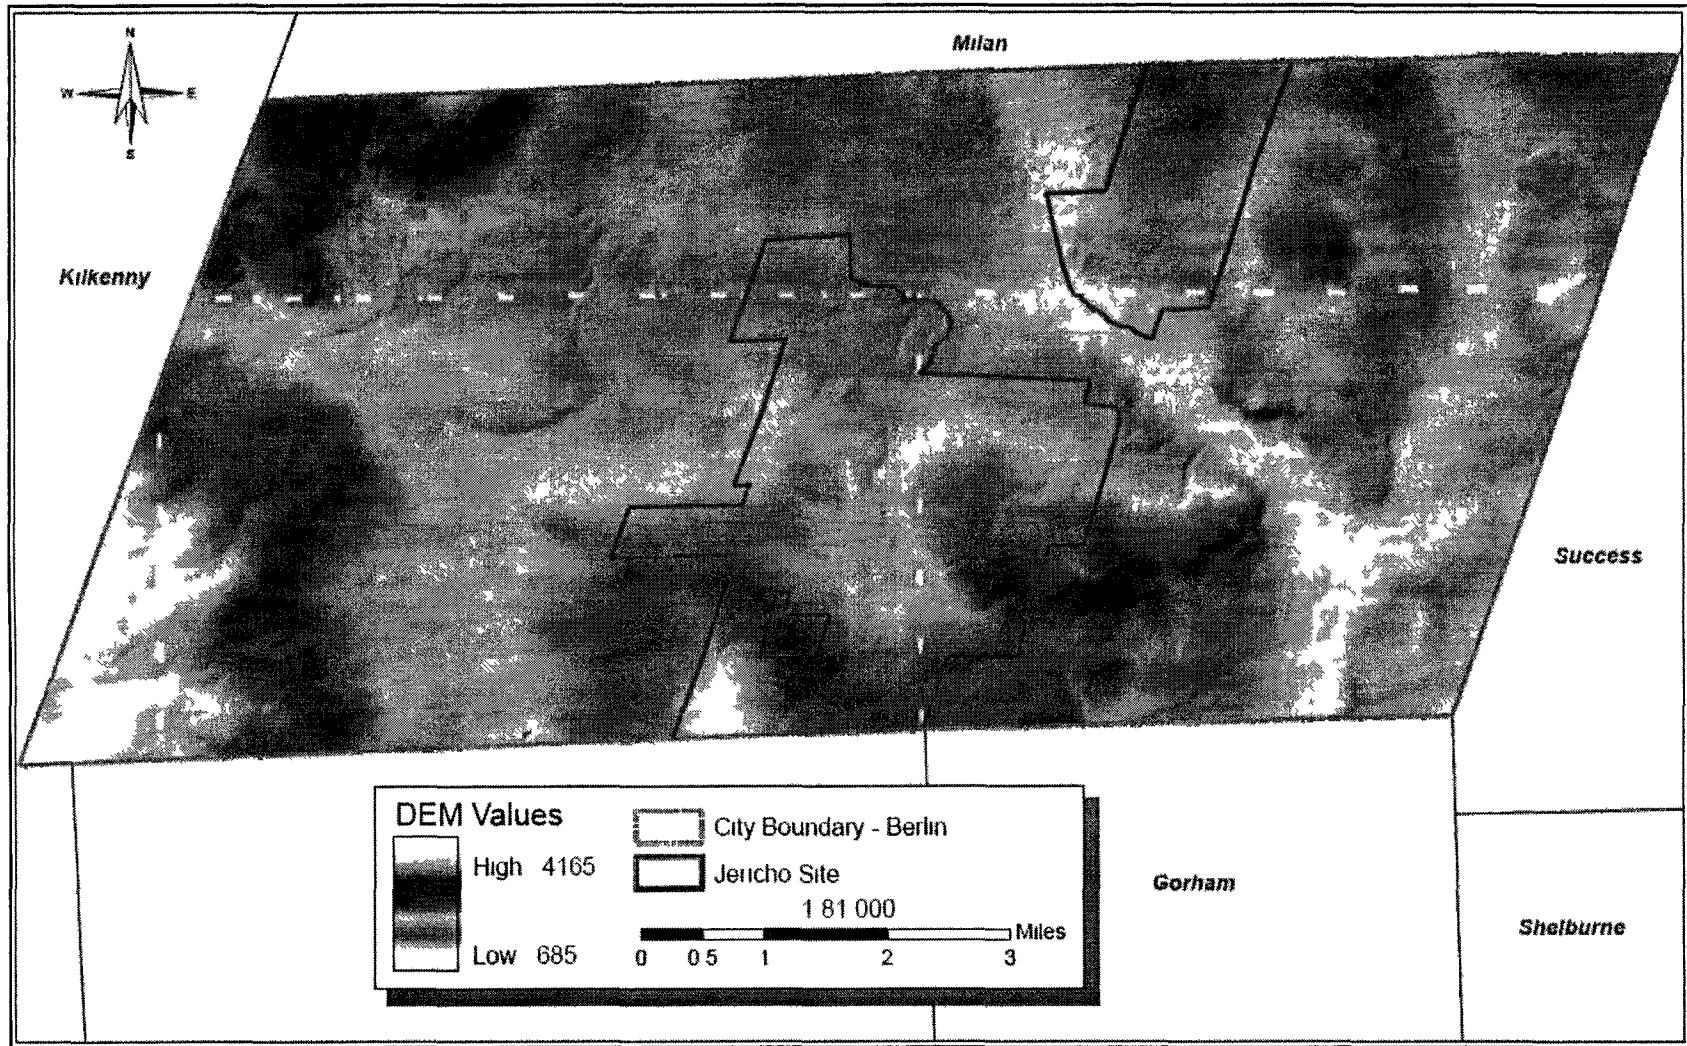 N
W E
S
Milan
Kilkenny
Success
DEM Values
High 4165
Low 685
City Boundary - Berlin
Jericho Site
1 81 000
Miles
0 0 5 1 2 3
Gorham
Shelburne